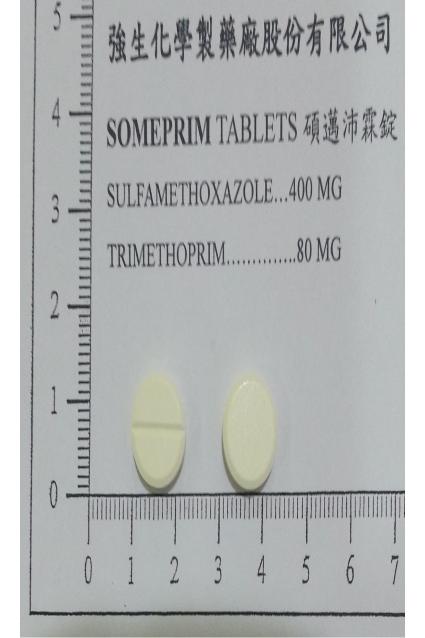 強生化學製藥廠股份有限公司
SOMEPRIM TABLETS 碩邁沛霖錠
SULFAMETHOXAZOLE...400 MG
TRIMETHOPRIM.............80 MG
5
4
3
2
1
0
0 1 2 3 4 5 6 7